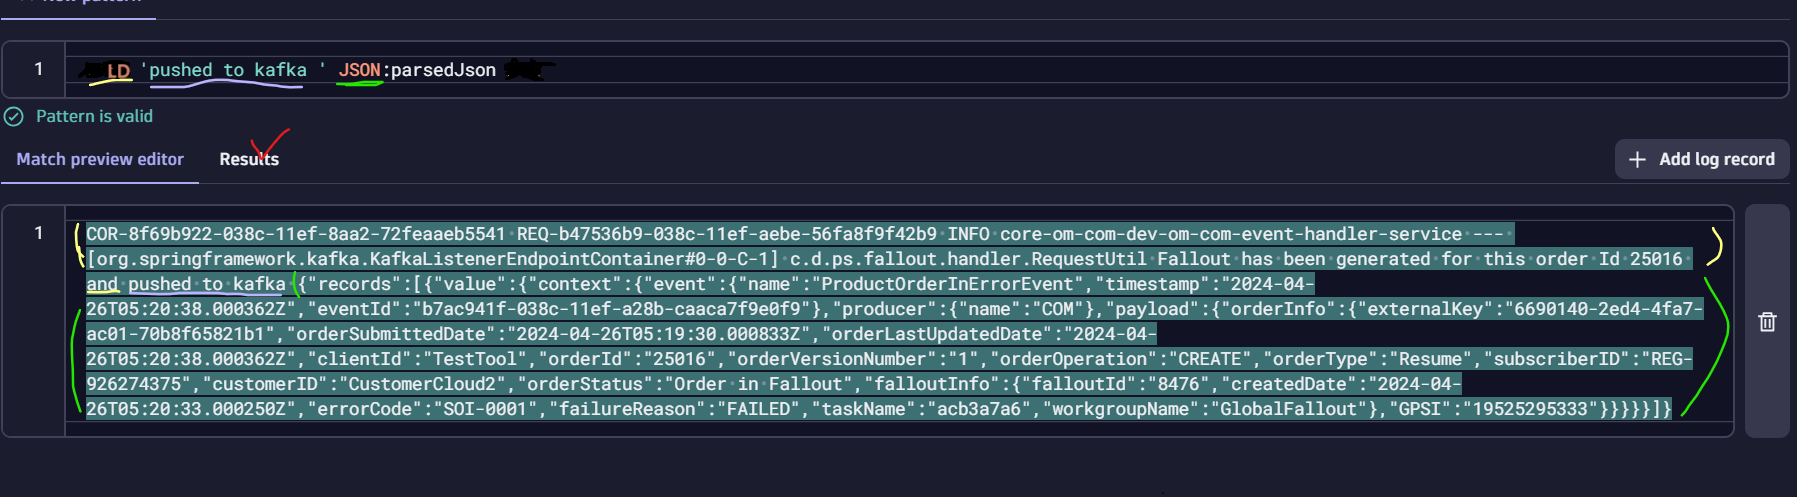 New pattern
1
LD 'pushed to kafka ' JSON:parsedJson
Pattern is valid
Match preview editor Results
Add log record
1
COR-8f69b922-038c-11ef-8aa2-72feaaeb5541 REQ-b47536b9-038c-11ef-aebe-56fa8f9f42b9 INFO core-om-com-dev-om-com-event-handler-service ---
[org.springframework.kafka.KafkaListenerEndpointContainer#0-0-C-1] c.d.ps.fallout.handler.RequestUtil Fallout has been generated for this order Id 25016
and pushed to kafka {"records":[{"value":{"context":{"event":{"name":"ProductOrderInErrorEvent","timestamp":"2024-04-
26T05:20:38.000362Z","eventId":"b7ac941f-038c-11ef-a28b-caaca7f9e0f9"},"producer":{"name":"COM"},"payload":{"orderInfo":{"externalKey":"6690140-2ed4-4fa7-
ac01-70b8f65821b1","orderSubmittedDate":"2024-04-26T05:19:30.000833Z","orderLastUpdatedDate":"2024-04-
26T05:20:38.000362Z","clientId":"TestTool","orderId":"25016","orderVersionNumber":"1","orderOperation":"CREATE","orderType":"Resume","subscriberID":"REG-
926274375","customerID":"CustomerCloud2","orderStatus":"Order in Fallout","falloutInfo":{"falloutId":"8476","createdDate":"2024-04-
26T05:20:33.000250Z","errorCode":"SOI-0001","failureReason":"FAILED","taskName":"acb3a7a6","workgroupName":"GlobalFallout"},"GPSI":"19525295333"}}}}}]}